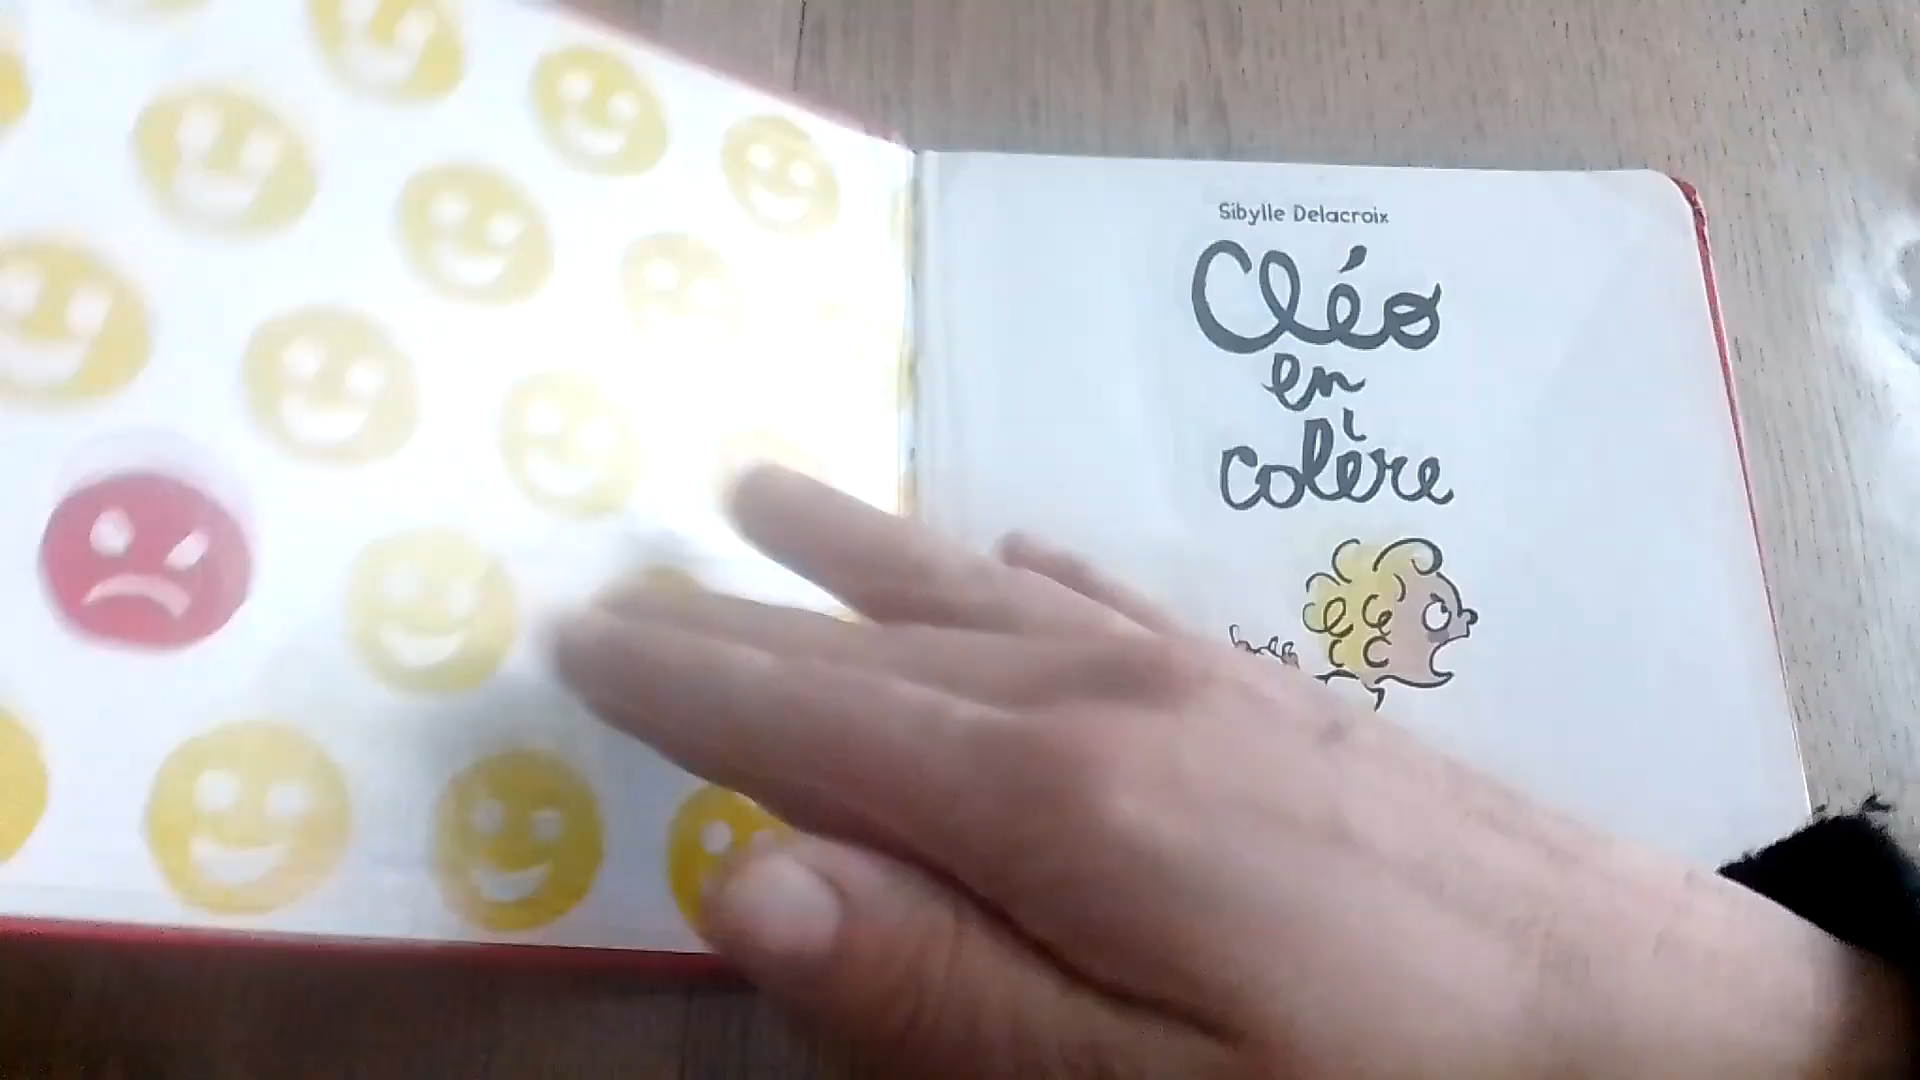 Sibylle Delacroix
Cléo
en
colère